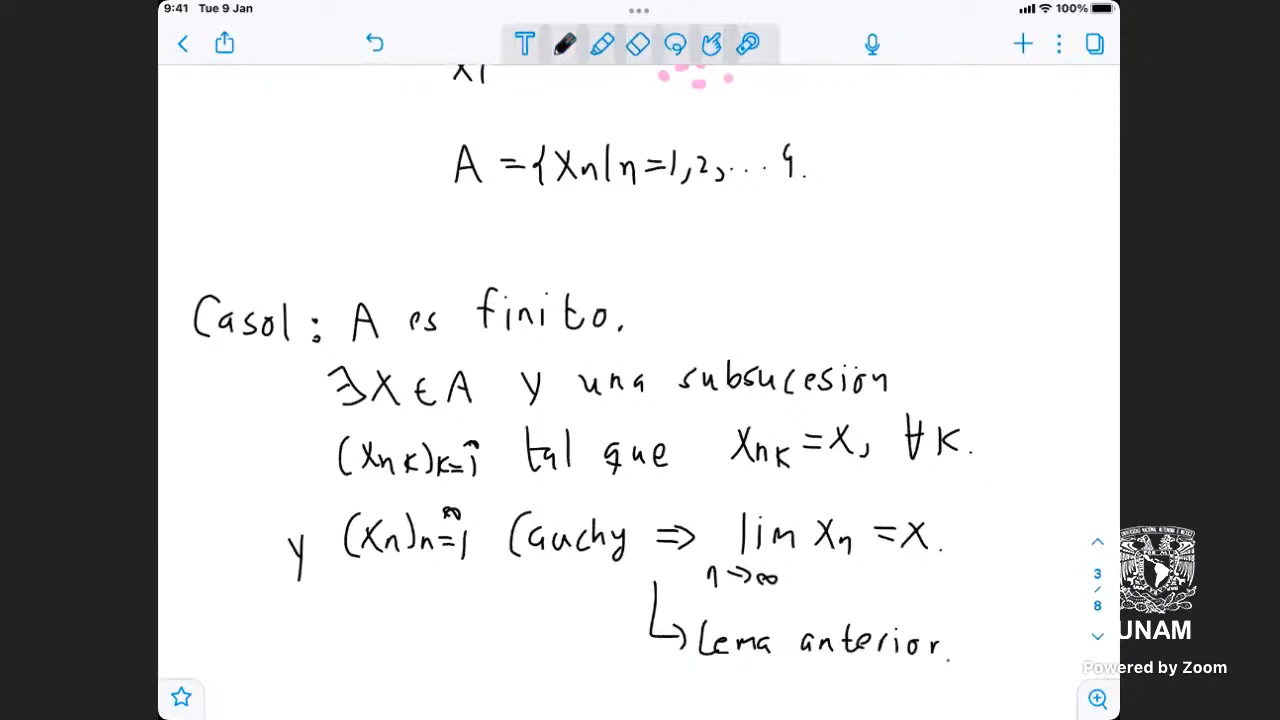 9:41 Tue 9 Jan
100%
T
x1
A = {xn | n = 1, 2, ... }.
Caso1: A es finito.
∃ x ∈ A y una subsucesión
(xnk)k=1^∞ tal que xnk = x, ∀k.
y (xn)n=1^∞ Cauchy ⇒ lim n→∞ xn = x.
↳ Lema anterior.
3
/
8
UNAM
Powered by Zoom